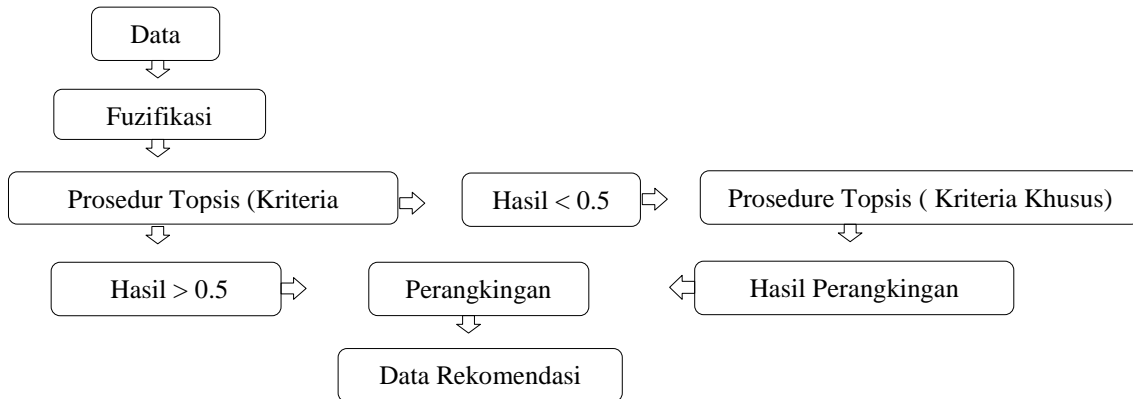 Data
Fuzifikasi
Prosedur Topsis (Kriteria
Hasil < 0.5
Prosedure Topsis ( Kriteria Khusus)
Hasil > 0.5
Perangkingan
Hasil Perangkingan
Data Rekomendasi